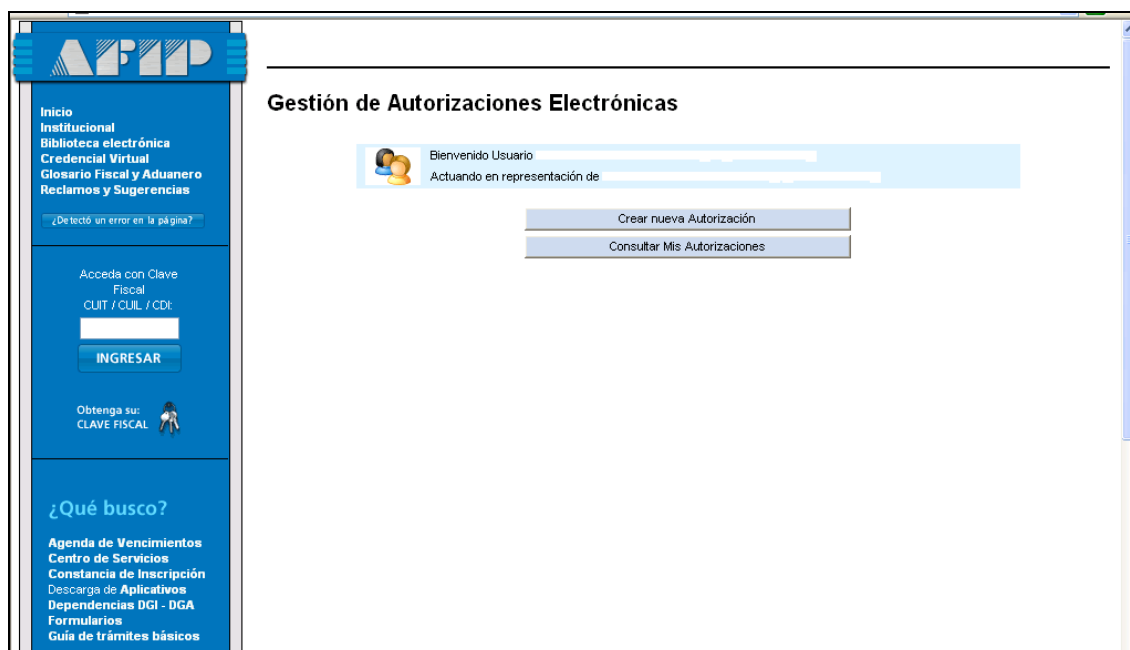 AFIP
Inicio
Institucional
Biblioteca electrónica
Credencial Virtual
Glosario Fiscal y Aduanero
Reclamos y Sugerencias
¿Detectó un error en la página?
Acceda con Clave
Fiscal
CUIT / CUIL / CDI:
INGRESAR
Obtenga su:
CLAVE FISCAL
¿Qué busco?
Agenda de Vencimientos
Centro de Servicios
Constancia de Inscripción
Descarga de Aplicativos
Dependencias DGI - DGA
Formularios
Guía de trámites básicos
Gestión de Autorizaciones Electrónicas
Bienvenido Usuario
Actuando en representación de
Crear nueva Autorización
Consultar Mis Autorizaciones